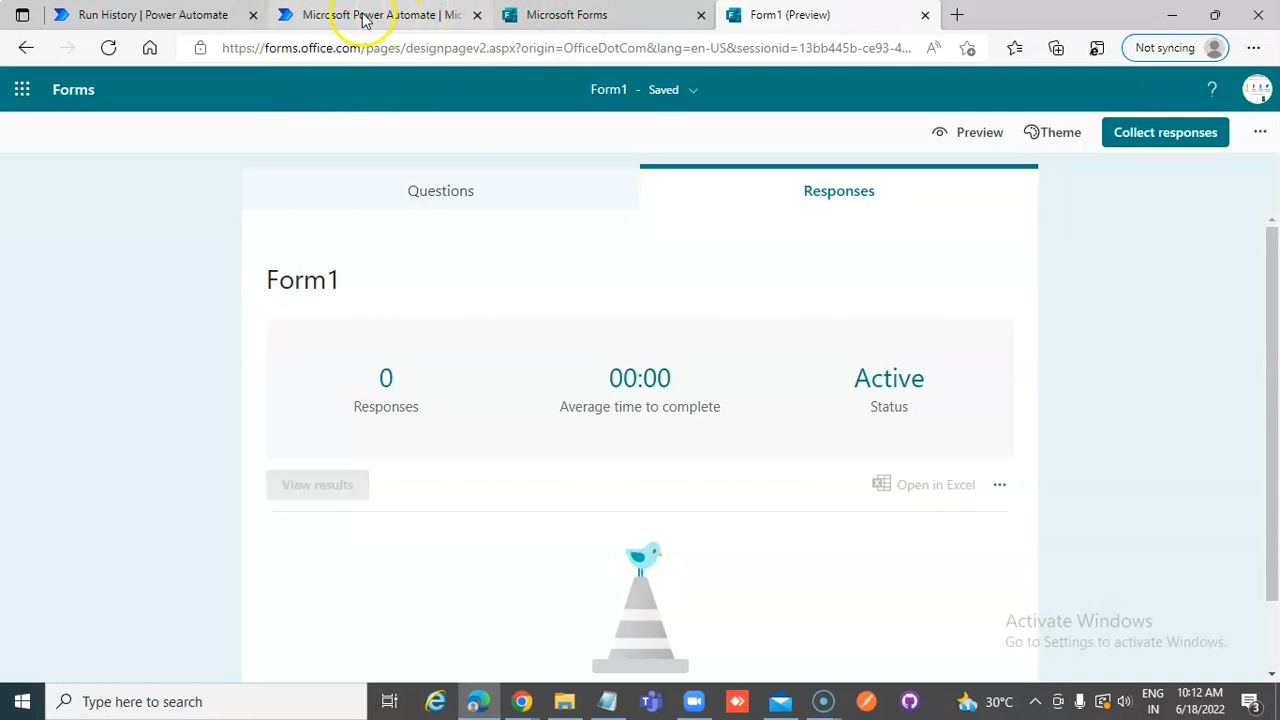 Run History | Power Automate
Microsoft Power Automate | Mic
Microsoft Forms
Form1 (Preview)
https://forms.office.com/pages/designpagev2.aspx?origin=OfficeDotCom&lang=en-US&sessionid=13bb445b-ce93-4...
Not syncing
Forms
Form1 - Saved
?
Preview
Theme
Collect responses
Questions
Responses
Form1
0
00:00
Active
Responses
Average time to complete
Status
View results
Open in Excel
Activate Windows
Go to Settings to activate Windows.
Type here to search
30°C
ENG
IN
10:12 AM
6/18/2022
3